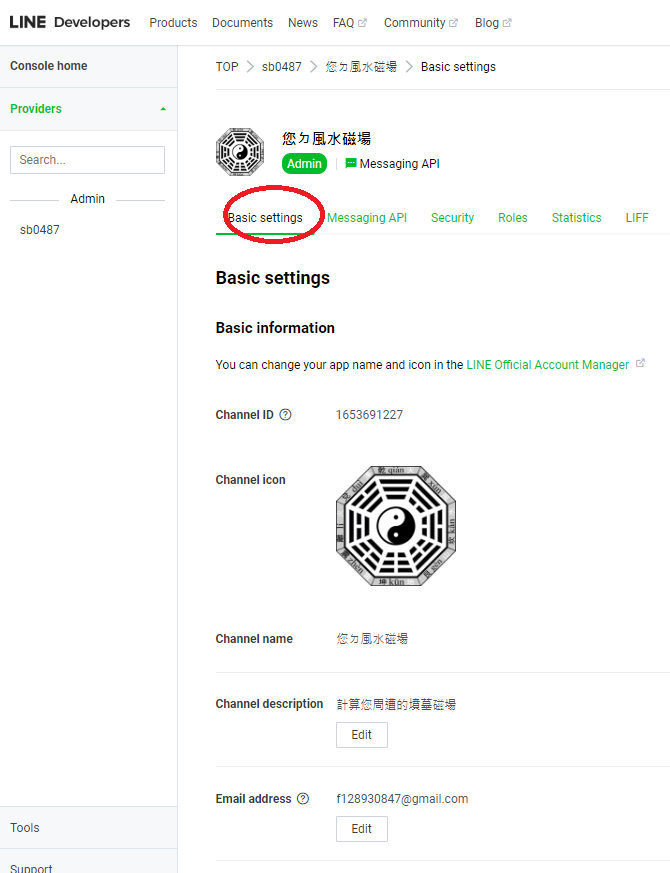 LINE Developers Products Documents News FAQ Community Blog
Console home
Providers
Search...
Admin
sb0487
Tools
Support
TOP sb0487 您ㄉ風水磁場 Basic settings
您ㄉ風水磁場
Admin Messaging API
Basic settings Messaging API Security Roles Statistics LIFF
Basic settings
Basic information
You can change your app name and icon in the LINE Official Account Manager
Channel ID 1653691227
Channel icon
乾 qián
kǎn
坤 kūn
Channel name 您ㄉ風水磁場
Channel description 計算您周遭的墳墓磁場
Edit
Email address f128930847@gmail.com
Edit